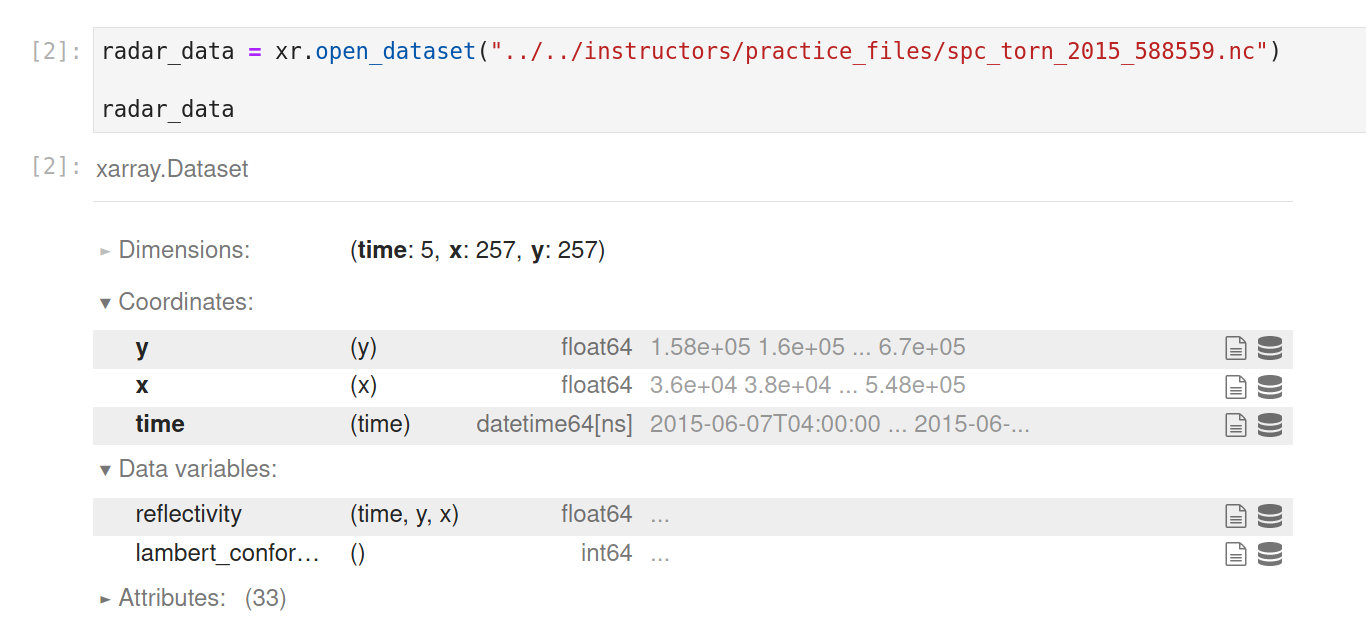 [2]: radar_data = xr.open_dataset("../../instructors/practice_files/spc_torn_2015_588559.nc")
radar_data
[2]: xarray.Dataset
► Dimensions: (time: 5, x: 257, y: 257)
▼ Coordinates:
y (y) float64 1.58e+05 1.6e+05 ... 6.7e+05
x (x) float64 3.6e+04 3.8e+04 ... 5.48e+05
time (time) datetime64[ns] 2015-06-07T04:00:00 ... 2015-06-...
▼ Data variables:
reflectivity (time, y, x) float64 ...
lambert_confor... () int64 ...
► Attributes: (33)